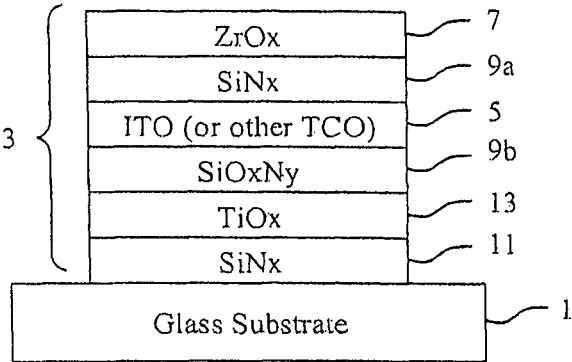 ZrOx 7
SiNx 9a
3 ITO (or other TCO) 5
SiOxNy 9b
TiOx 13
SiNx 11
Glass Substrate 1